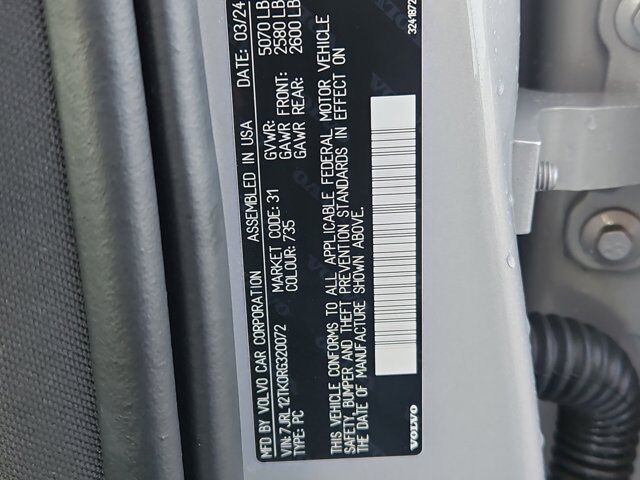 MFD BY VOLVO CAR CORPORATION ASSEMBLED IN USA DATE: 03/24
VIN: 7JRL12TK0RG320072
TYPE: PC
MARKET CODE: 31
COLOUR: 735
GVWR: 5070 LB
GAWR FRONT: 2580 LB
GAWR REAR: 2600 LB
THIS VEHICLE CONFORMS TO ALL APPLICABLE FEDERAL MOTOR VEHICLE
SAFETY, BUMPER AND THEFT PREVENTION STANDARDS IN EFFECT ON
THE DATE OF MANUFACTURE SHOWN ABOVE.
VOLVO
3241872